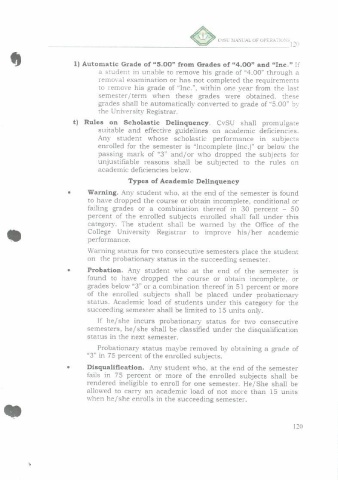 CVSU MANUAL OF OPERATIONS
120
1) Automatic Grade of "5.00" from Grades of "4.00" and "Inc." If
a student in unable to remove his grade of "4.00" through a
removal examination or has not completed the requirements
to remove his grade of "Inc.", within one year from the last
semester/term when these grades were obtained, these
grades shall be automatically converted to grade of "5.00" by
the University Registrar.
t) Rules on Scholastic Delinquency. CvSU shall promulgate
suitable and effective guidelines on academic deficiencies.
Any student whose scholastic performance in subjects
enrolled for the semester is "incomplete (inc.)" or below the
passing mark of "3" and/or who dropped the subjects for
unjustifiable reasons shall be subjected to the rules on
academic deficiencies below.
Types of Academic Delinquency
• Warning. Any student who, at the end of the semester is found
to have dropped the course or obtain incomplete, conditional or
failing grades or a combination thereof in 30 percent – 50
percent of the enrolled subjects enrolled shall fall under this
category. The student shall be warned by the Office of the
College University Registrar to improve his/her academic
performance.
Warning status for two consecutive semesters place the student
on the probationary status in the succeeding semester.
• Probation. Any student who at the end of the semester is
found to have dropped the course or obtain incomplete, or
grades below "3" or a combination thereof in 51 percent or more
of the enrolled subjects shall be placed under probationary
status. Academic load of students under this category for the
succeeding semester shall be limited to 15 units only.
If he/she incurs probationary status for two consecutive
semesters, he/she shall be classified under the disqualification
status in the next semester.
Probationary status maybe removed by obtaining a grade of
"3" in 75 percent of the enrolled subjects.
• Disqualification. Any student who, at the end of the semester
fails in 75 percent or more of the enrolled subjects shall be
rendered ineligible to enroll for one semester. He/She shall be
allowed to carry an academic load of not more than 15 units
when he/she enrolls in the succeeding semester.
120